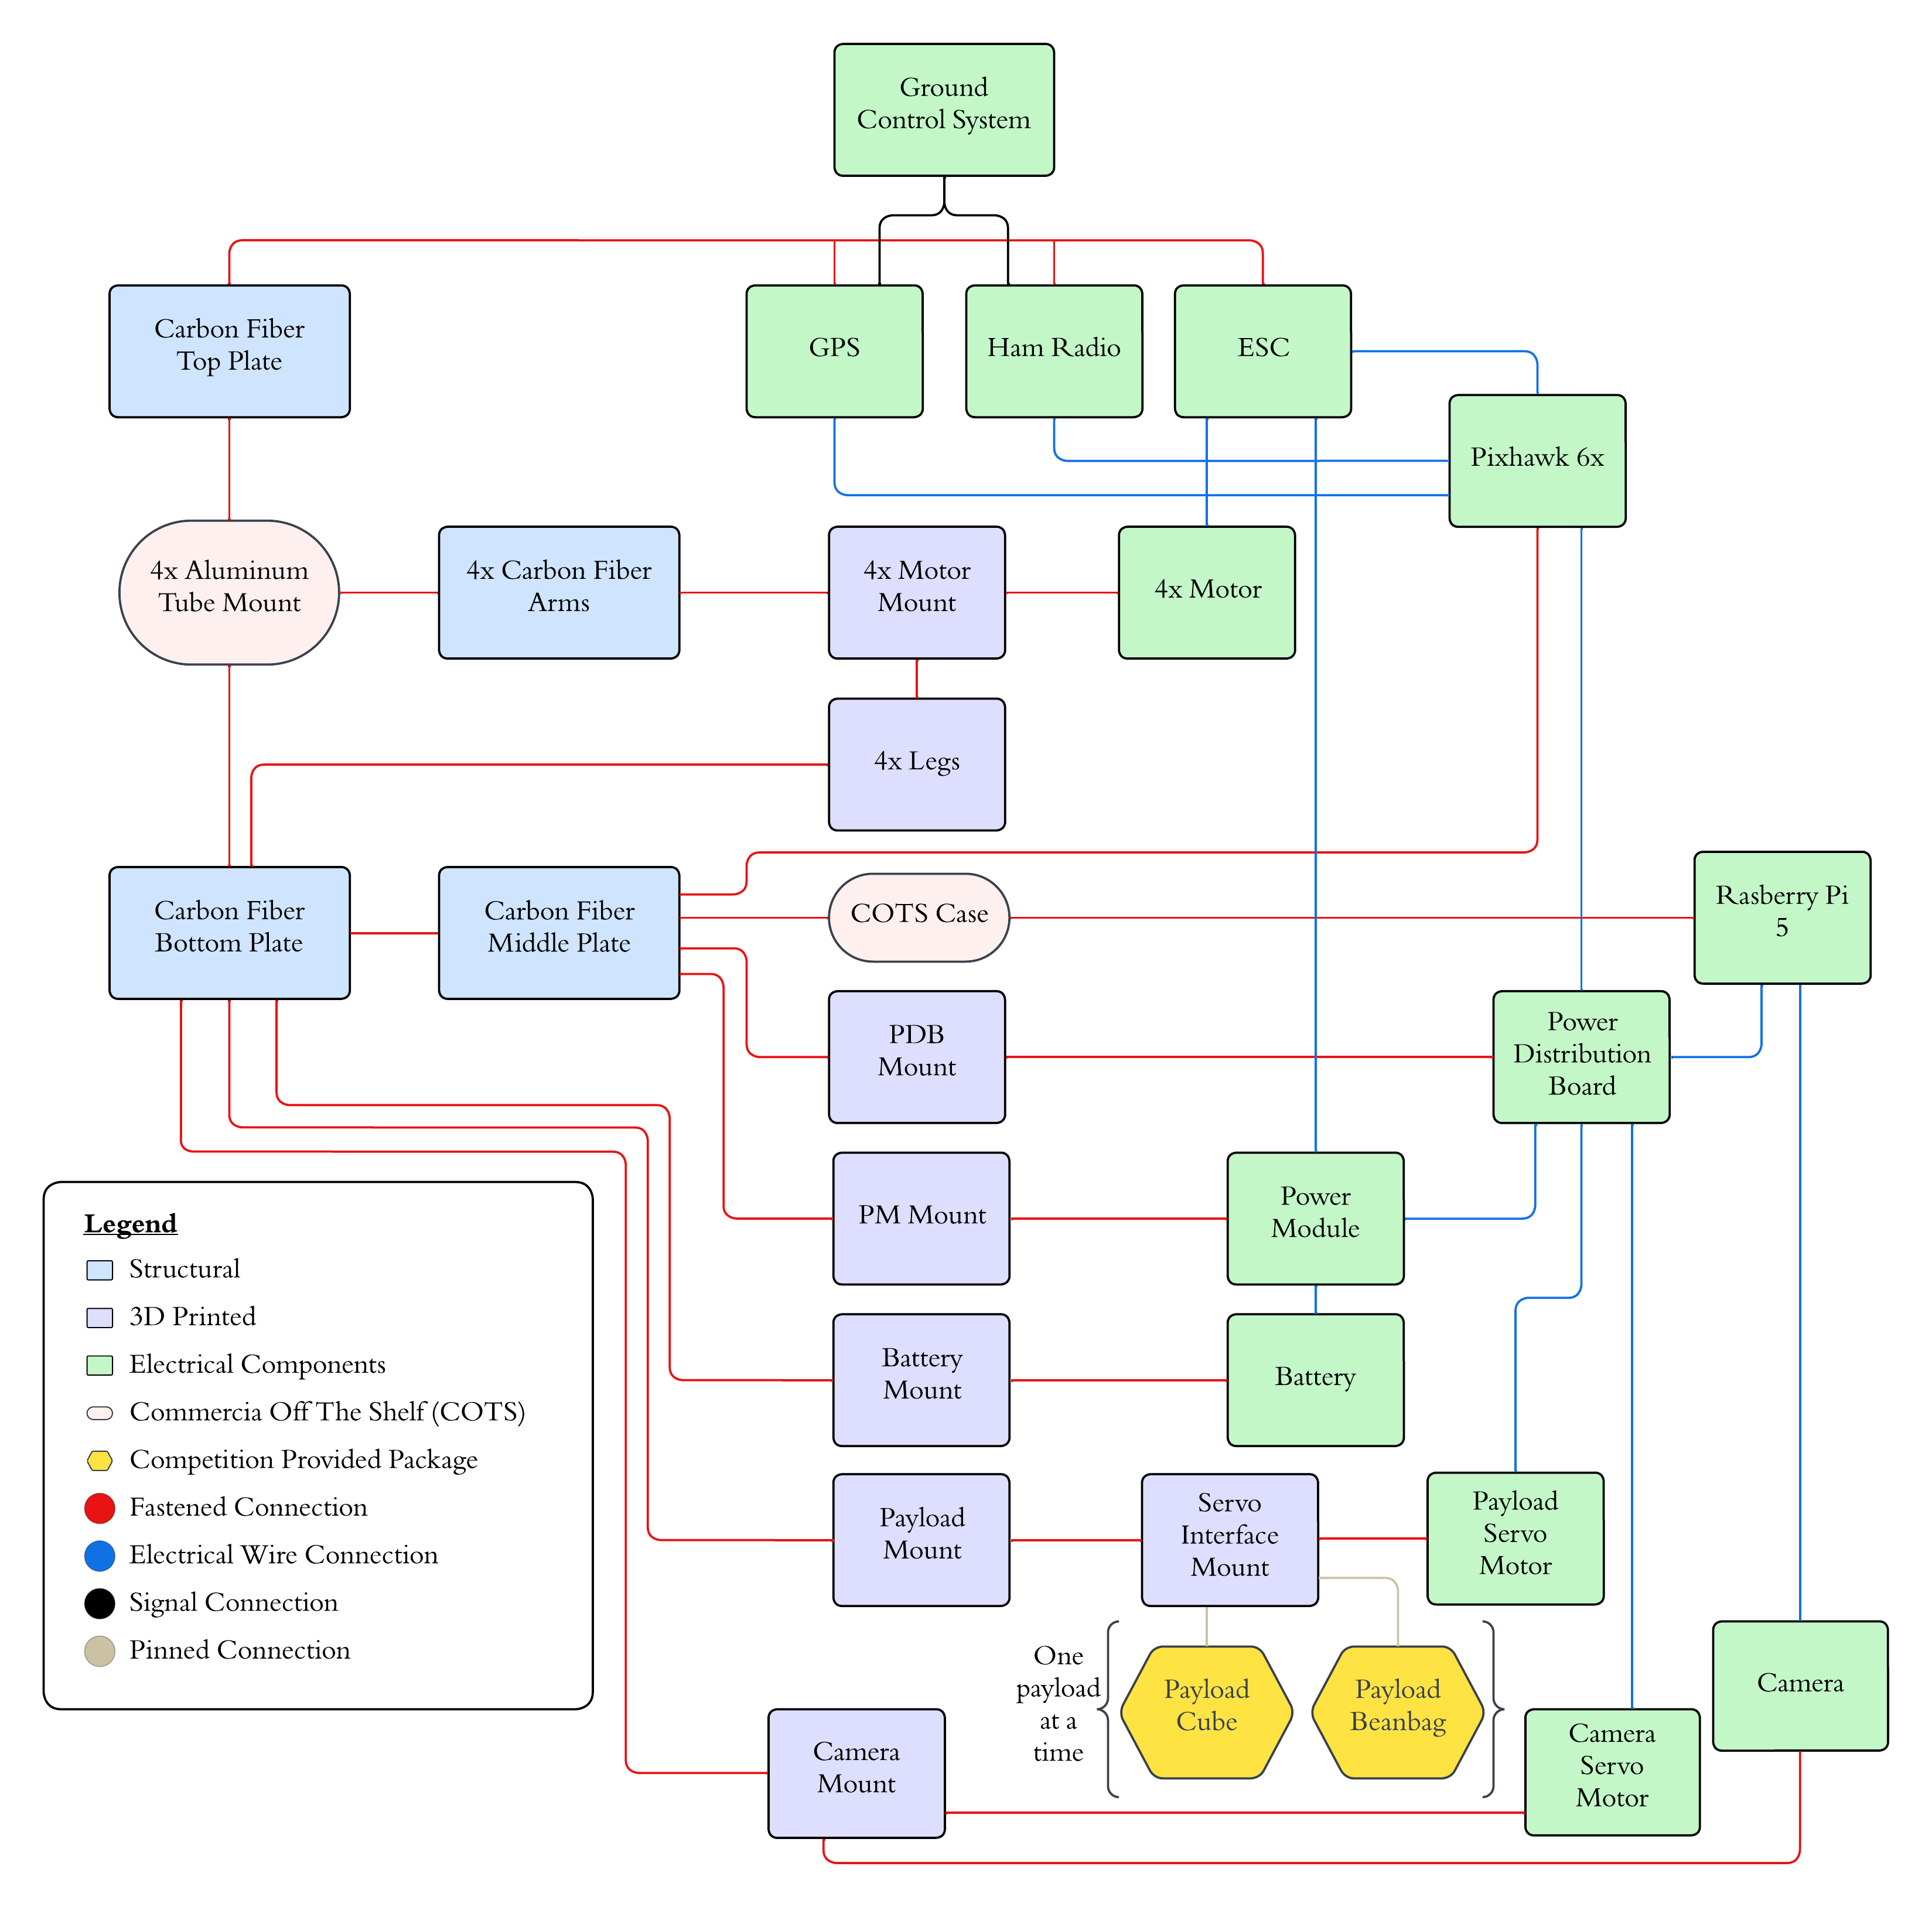 Ground
Control System
Carbon Fiber
Top Plate
GPS
Ham Radio
ESC
Pixhawk 6x
4x Aluminum
Tube Mount
4x Carbon Fiber
Arms
4x Motor
Mount
4x Motor
4x Legs
Carbon Fiber
Bottom Plate
Carbon Fiber
Middle Plate
COTS Case
Rasberry Pi
5
PDB
Mount
Power
Distribution
Board
PM Mount
Power
Module
Battery
Mount
Battery
Payload
Mount
Servo
Interface
Mount
Payload
Servo
Motor
One
payload
at a
time
Payload
Cube
Payload
Beanbag
Camera
Camera
Mount
Camera
Servo
Motor
Legend
Structural
3D Printed
Electrical Components
Commercia Off The Shelf (COTS)
Competition Provided Package
Fastened Connection
Electrical Wire Connection
Signal Connection
Pinned Connection